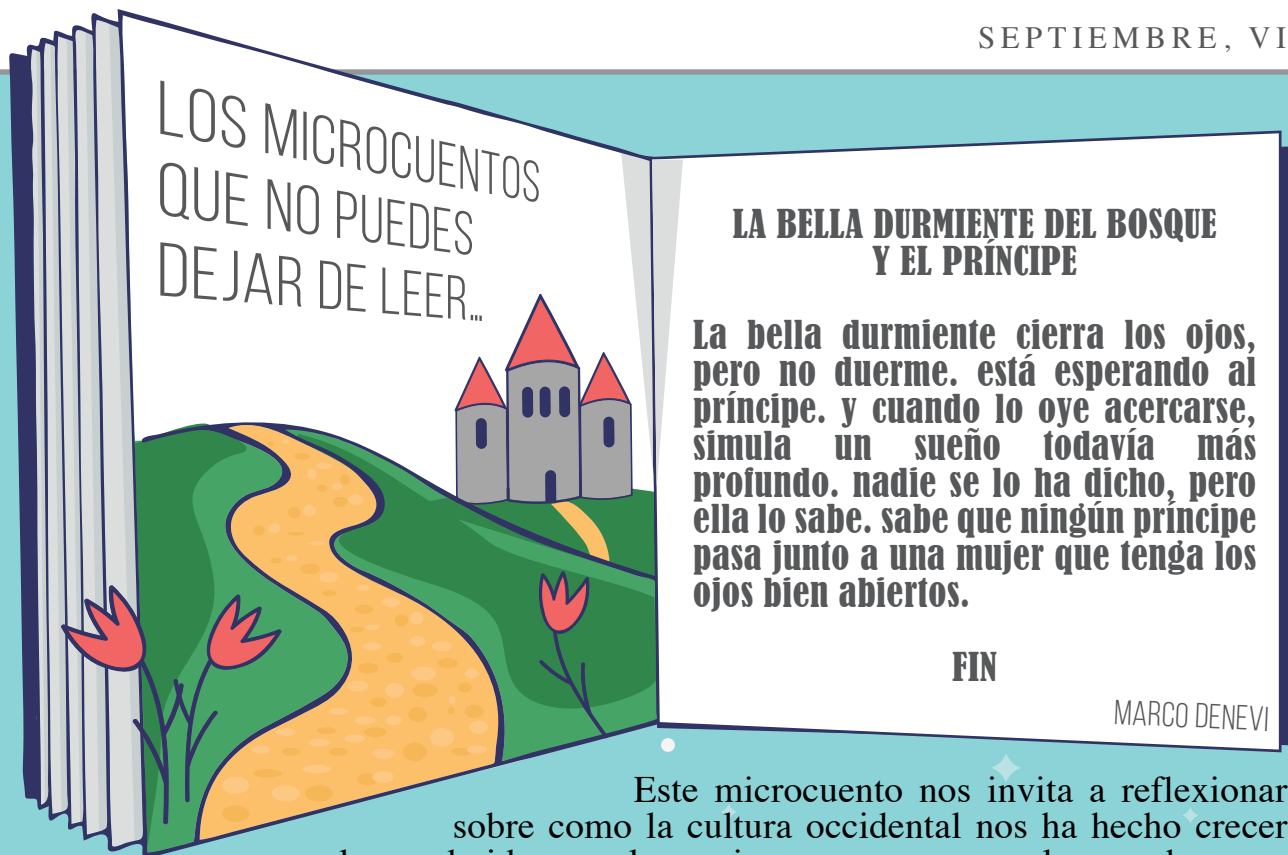 SEPTIEMBRE, VI
LOS MICROCUENTOS
QUE NO PUEDES
DEJAR DE LEER...
LA BELLA DURMIENTE DEL BOSQUE
Y EL PRÍNCIPE
La bella durmiente cierra los ojos,
pero no duerme. está esperando al
príncipe. y cuando lo oye acercarse,
simula un sueño todavía más
profundo. nadie se lo ha dicho, pero
ella lo sabe. sabe que ningún príncipe
pasa junto a una mujer que tenga los
ojos bien abiertos.
FIN
MARCO DENEVI
Este microcuento nos invita a reflexionar
sobre como la cultura occidental nos ha hecho crecer